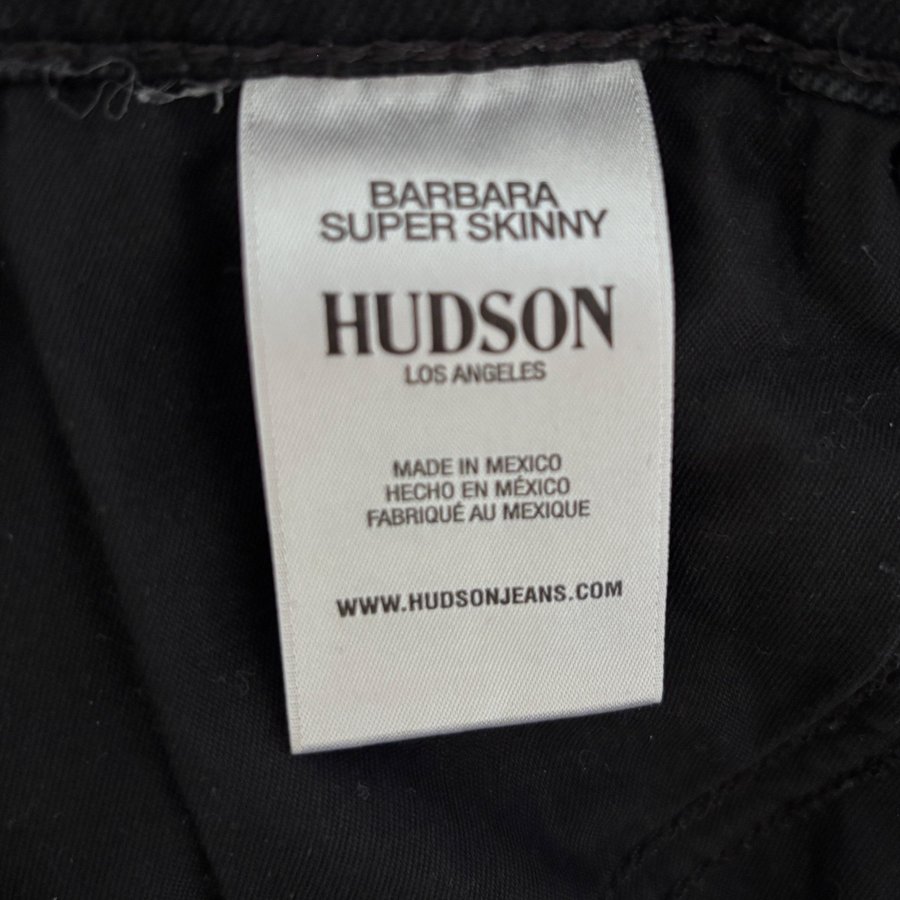 BARBARA
SUPER SKINNY
HUDSON
LOS ANGELES
MADE IN MEXICO
HECHO EN MÉXICO
FABRIQUÉ AU MEXIQUE
WWW.HUDSONJEANS.COM